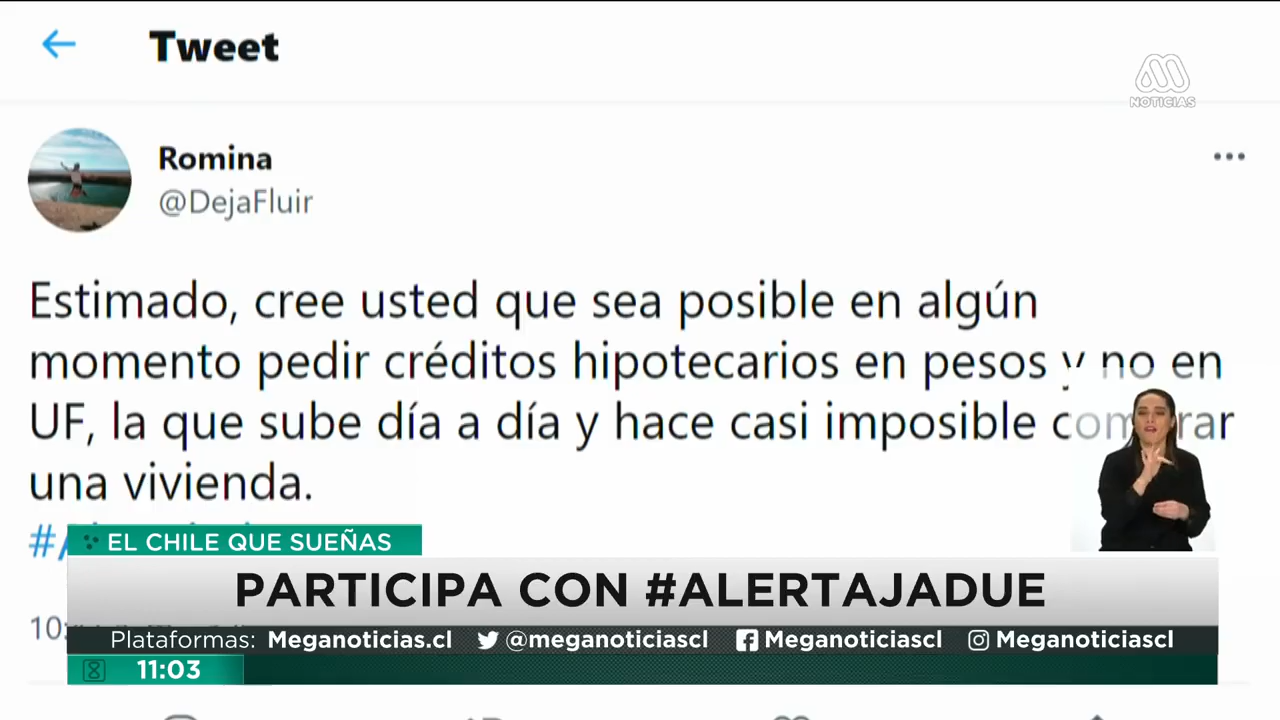 Tweet
NOTICIAS
Romina
@DejaFluir
Estimado, cree usted que sea posible en algún
momento pedir créditos hipotecarios en pesos y no en
UF, la que sube día a día y hace casi imposible comprar
una vivienda.
EL CHILE QUE SUEÑAS
PARTICIPA CON #ALERTAJADUE
Plataformas: Meganoticias.cl @meganoticiascl Meganoticiascl Meganoticiascl
11:03